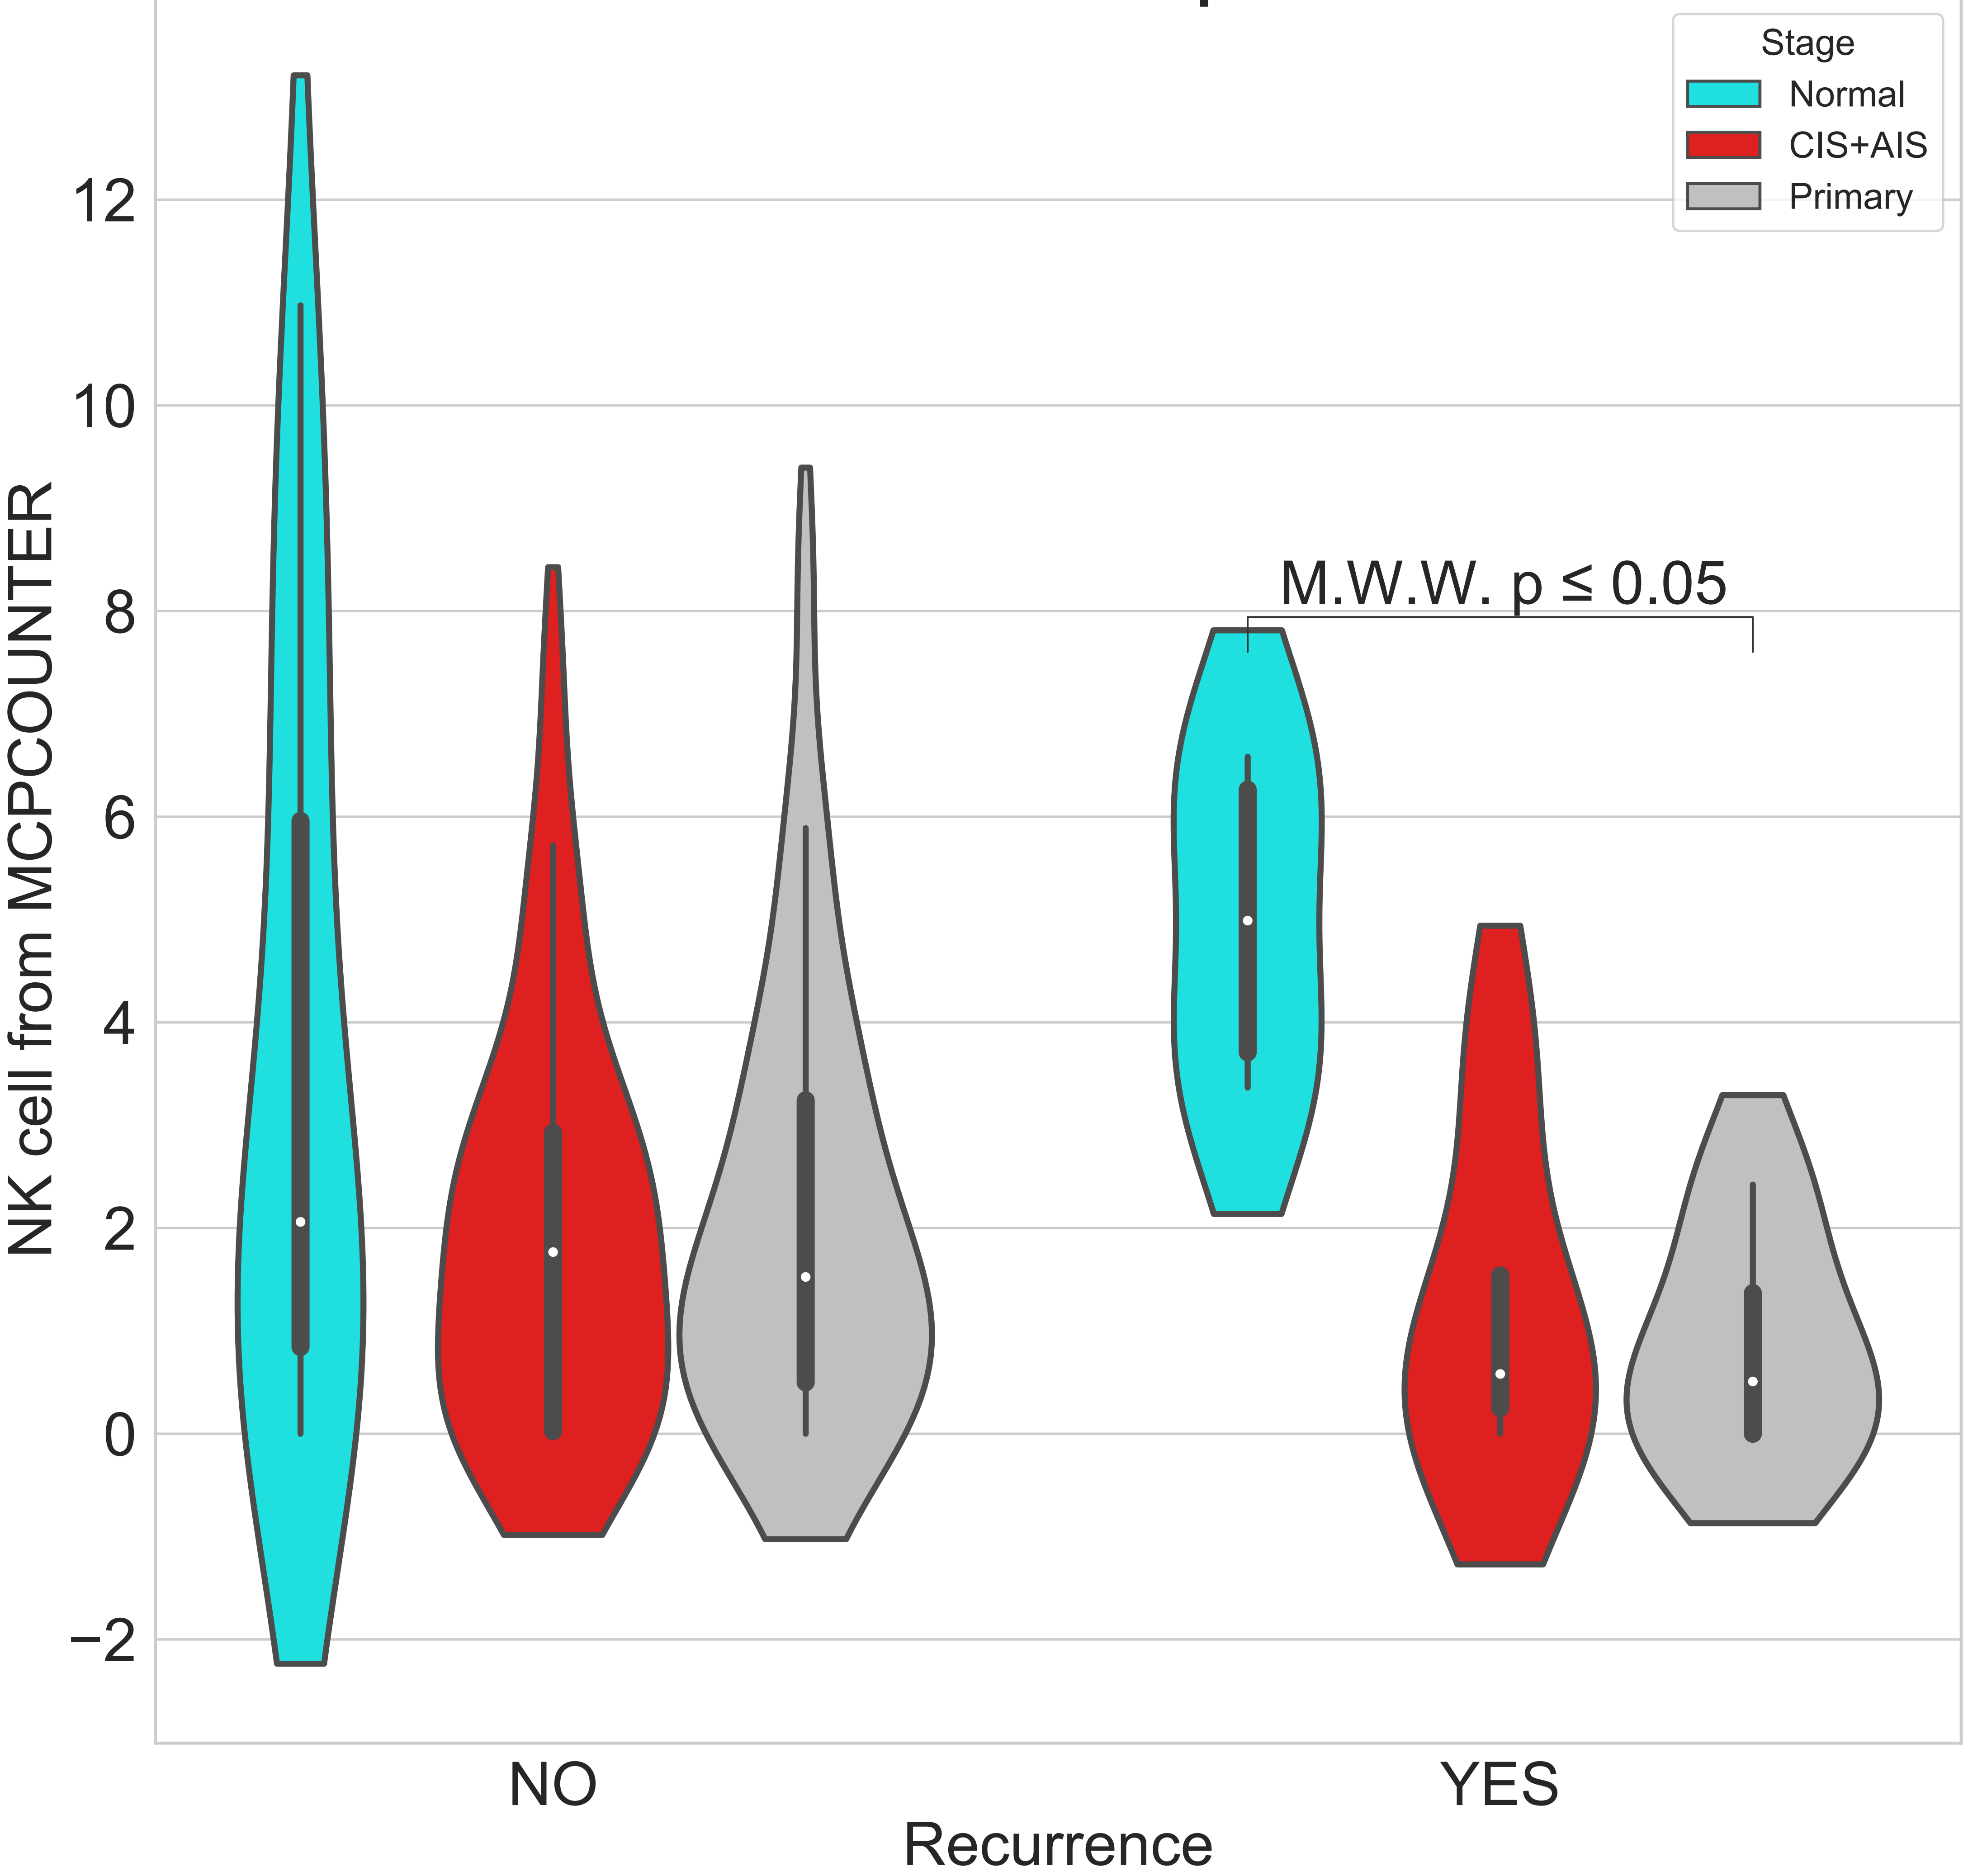 Stage
Normal
CIS+AIS
Primary
12
10
8
6
4
2
0
−2
NK cell from MCPCOUNTER
M.W.W. p ≤ 0.05
NO
YES
Recurrence